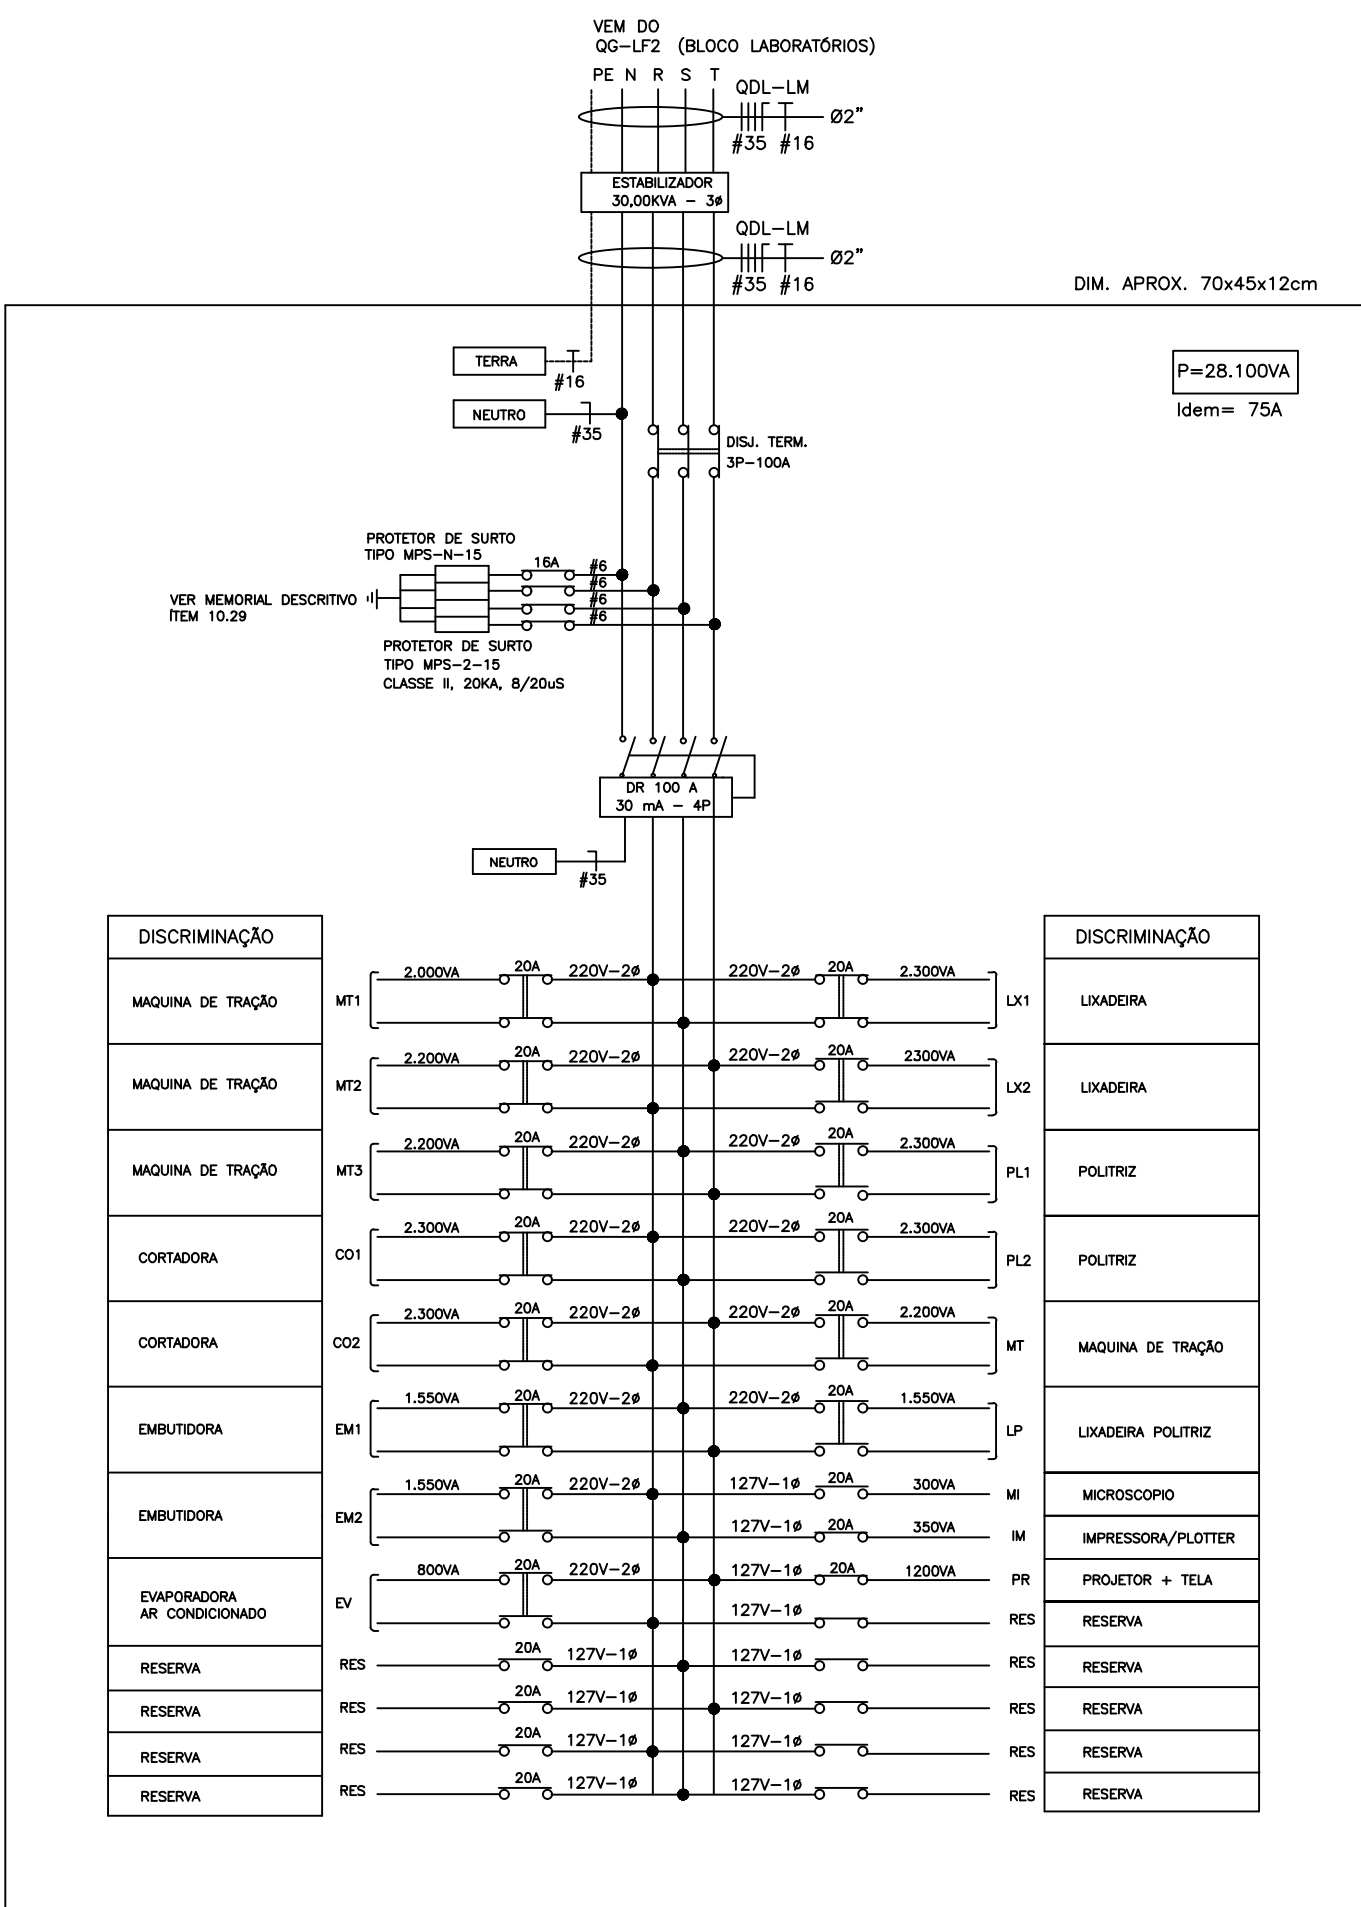 VEM DO
QG-LF2 (BLOCO LABORATÓRIOS)
PE N R S T
QDL-LM
Ø2"
#35 #16
ESTABILIZADOR
30,00KVA - 3ø
QDL-LM
Ø2"
#35 #16
DIM. APROX. 70x45x12cm
TERRA
#16
P=28.100VA
Idem= 75A
NEUTRO
#35
DISJ. TERM.
3P-100A
PROTETOR DE SURTO
TIPO MPS-N-15
16A #6
#6
#6
#6
VER MEMORIAL DESCRITIVO
ÍTEM 10.29
PROTETOR DE SURTO
TIPO MPS-2-15
CLASSE II, 20KA, 8/20uS
DR 100 A
30 mA - 4P
NEUTRO
#35
DISCRIMINAÇÃO DISCRIMINAÇÃO
MAQUINA DE TRAÇÃO MT1 2.000VA 20A 220V-2ø 220V-2ø 20A 2.300VA LX1 LIXADEIRA
MAQUINA DE TRAÇÃO MT2 2.200VA 20A 220V-2ø 220V-2ø 20A 2300VA LX2 LIXADEIRA
MAQUINA DE TRAÇÃO MT3 2.200VA 20A 220V-2ø 220V-2ø 20A 2.300VA PL1 POLITRIZ
CORTADORA CO1 2.300VA 20A 220V-2ø 220V-2ø 20A 2.300VA PL2 POLITRIZ
CORTADORA CO2 2.300VA 20A 220V-2ø 220V-2ø 20A 2.200VA MT MAQUINA DE TRAÇÃO
EMBUTIDORA EM1 1.550VA 20A 220V-2ø 220V-2ø 20A 1.550VA LP LIXADEIRA POLITRIZ
EMBUTIDORA EM2 1.550VA 20A 220V-2ø 127V-1ø 20A 300VA MI MICROSCOPIO
127V-1ø 20A 350VA IM IMPRESSORA/PLOTTER
EVAPORADORA
AR CONDICIONADO EV 800VA 20A 220V-2ø 127V-1ø 20A 1200VA PR PROJETOR + TELA
127V-1ø RES RESERVA
RESERVA RES 20A 127V-1ø 127V-1ø RES RESERVA
RESERVA RES 20A 127V-1ø 127V-1ø RES RESERVA
RESERVA RES 20A 127V-1ø 127V-1ø RES RESERVA
RESERVA RES 20A 127V-1ø 127V-1ø RES RESERVA